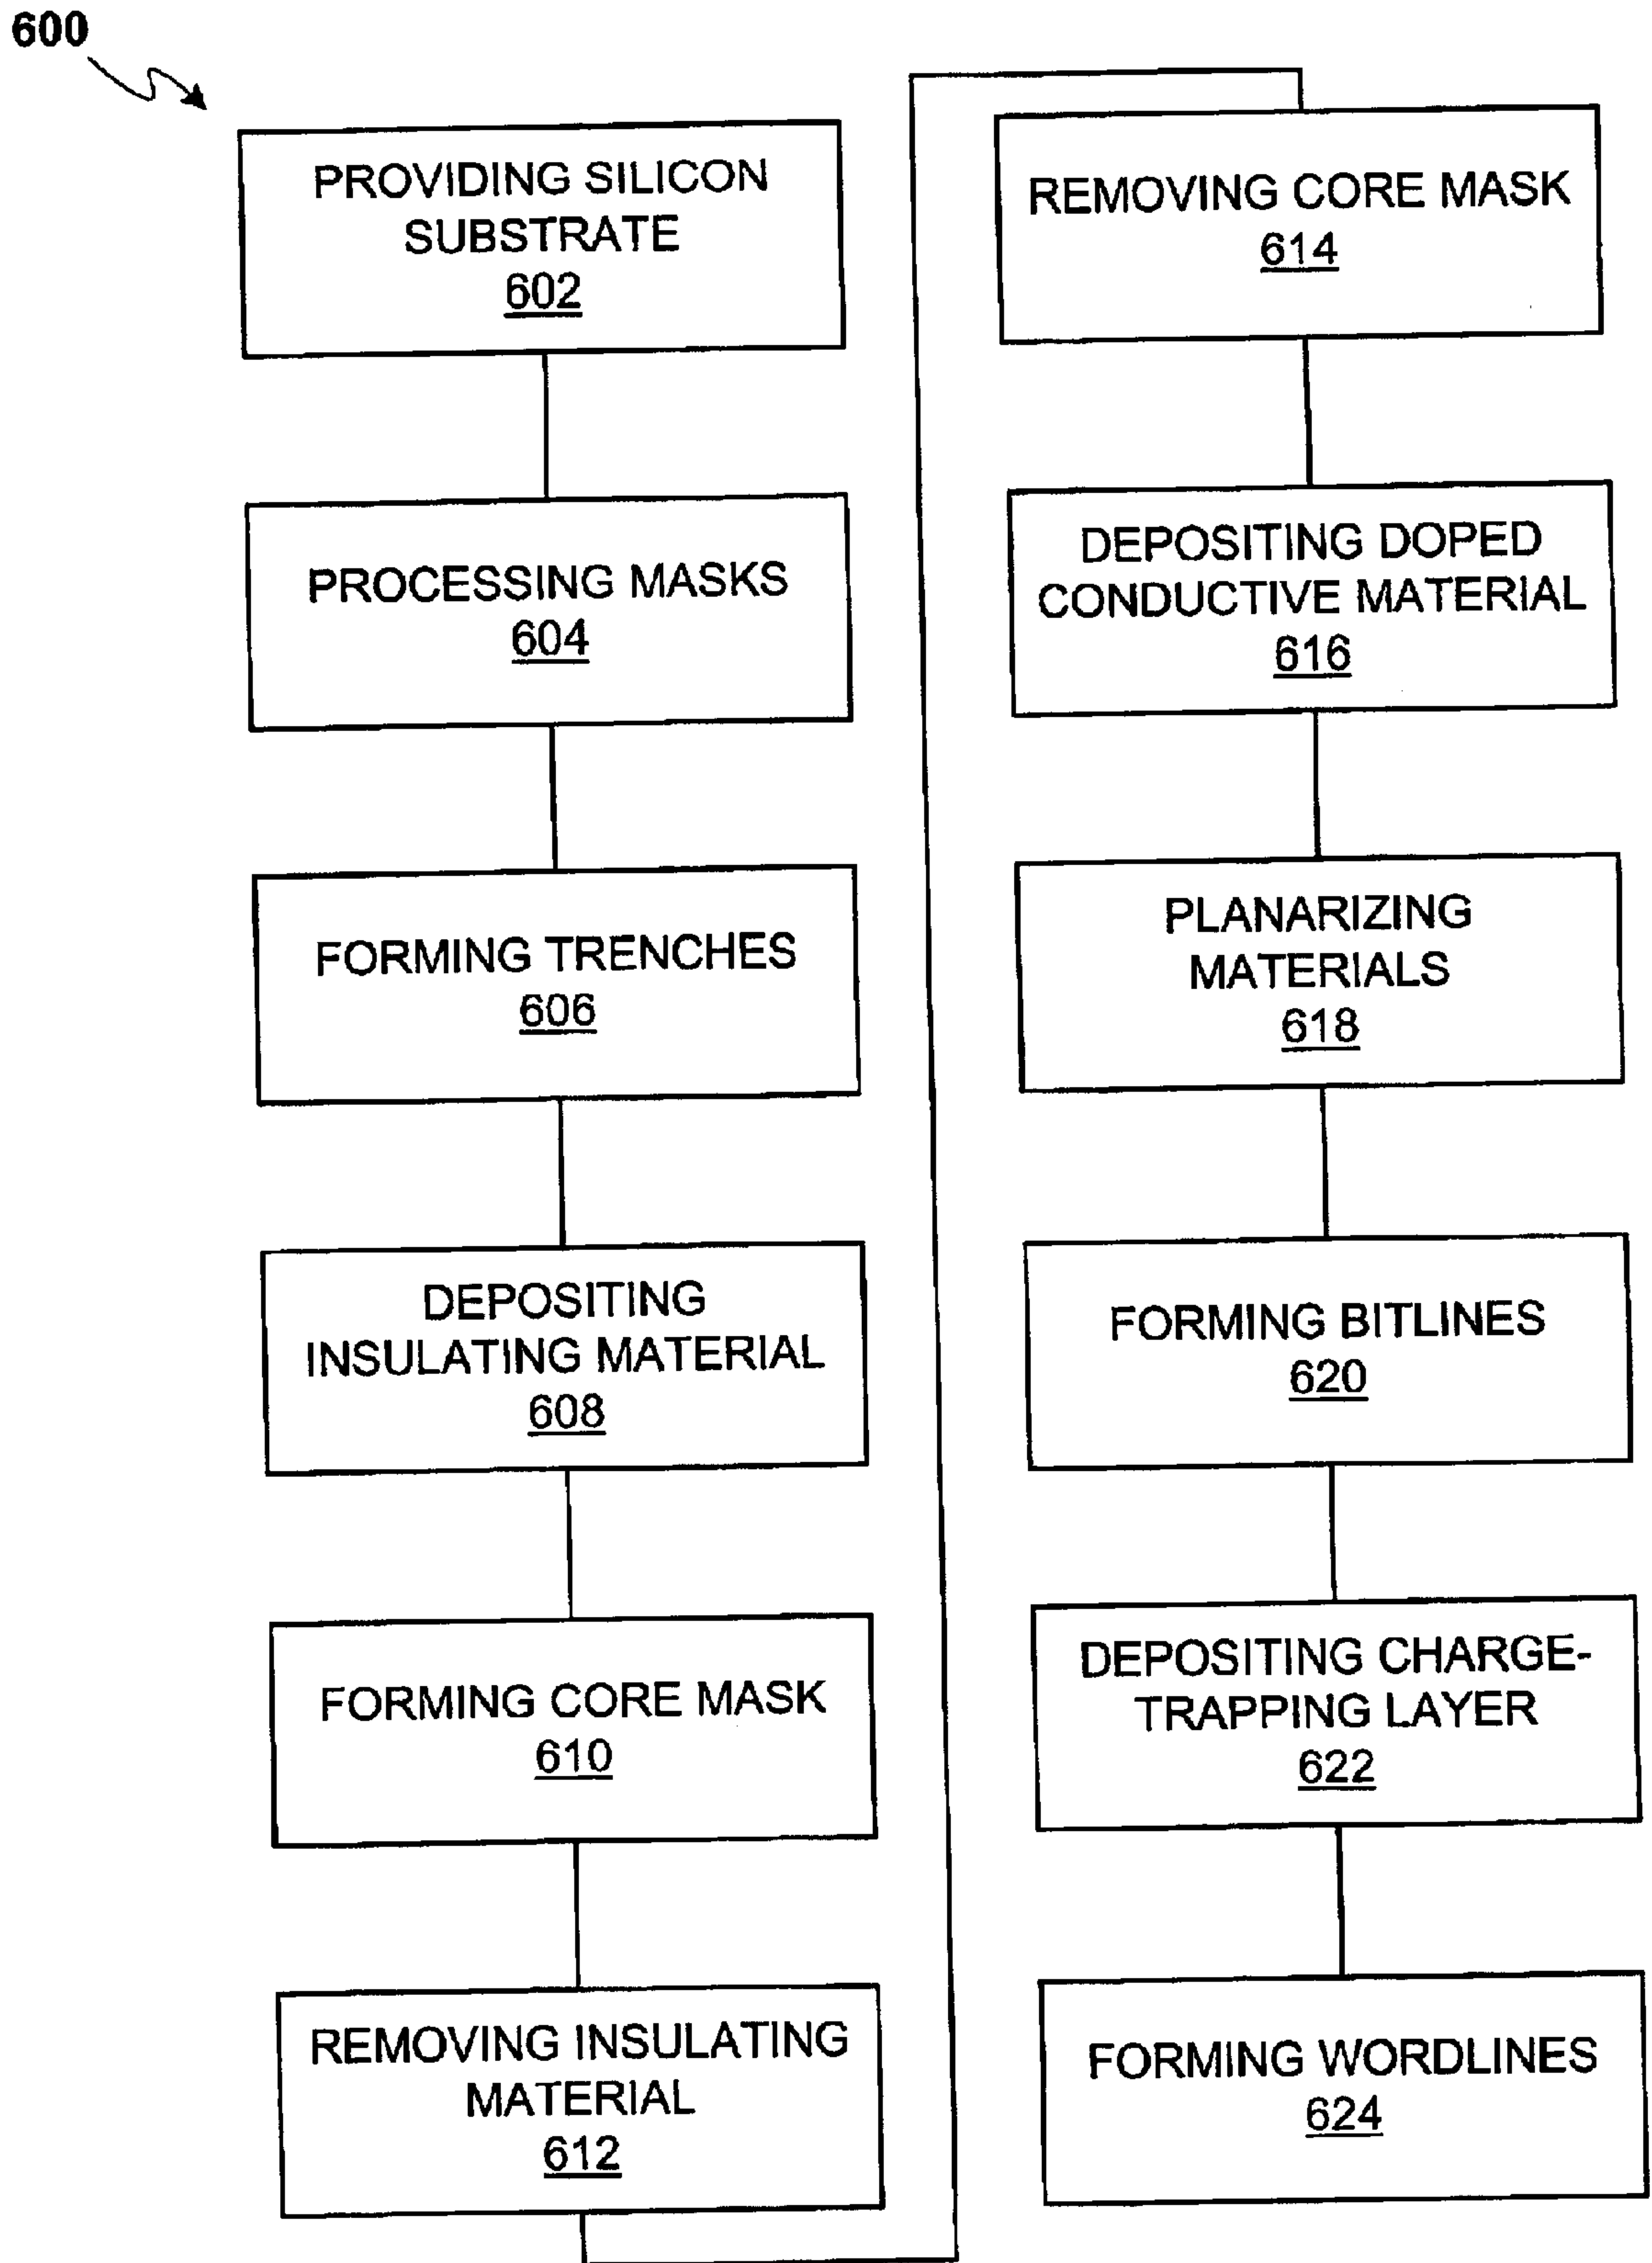 600
PROVIDING SILICON
SUBSTRATE
602
PROCESSING MASKS
604
FORMING TRENCHES
606
DEPOSITING
INSULATING MATERIAL
608
FORMING CORE MASK
610
REMOVING INSULATING
MATERIAL
612
REMOVING CORE MASK
614
DEPOSITING DOPED
CONDUCTIVE MATERIAL
616
PLANARIZING
MATERIALS
618
FORMING BITLINES
620
DEPOSITING CHARGE-
TRAPPING LAYER
622
FORMING WORDLINES
624